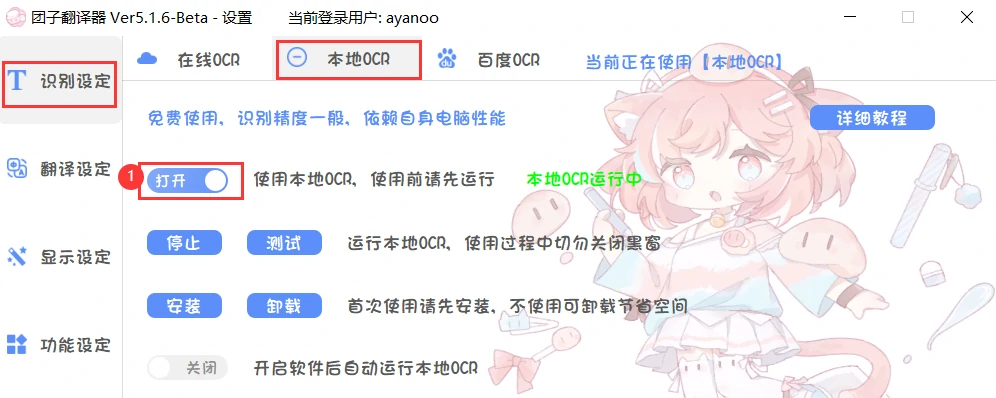 团子翻译器 Ver5.1.6-Beta - 设置 当前登录用户: ayanoo
识别设定
在线OCR 本地OCR 百度OCR 当前正在使用【本地OCR】
免费使用, 识别精度一般, 依赖自身电脑性能 详细教程
翻译设定
1 打开 使用本地OCR, 使用前请先运行 本地OCR运行中
停止 测试 运行本地OCR, 使用过程中切勿关闭黑窗
显示设定
安装 卸载 首次使用请先安装, 不使用可卸载节省空间
功能设定
关闭 开启软件后自动运行本地OCR